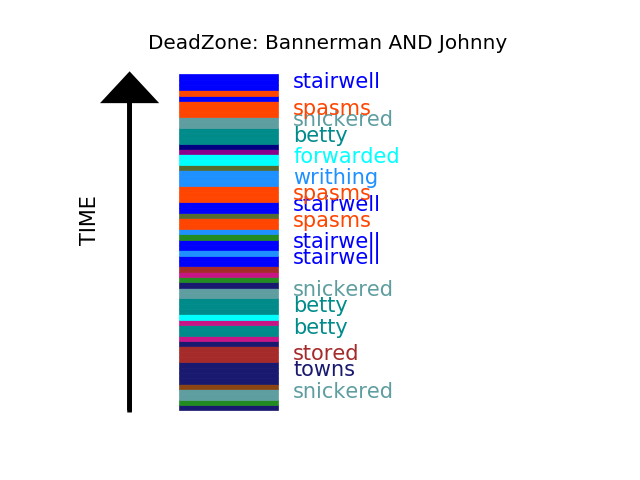 DeadZone: Bannerman AND Johnny
TIME
stairwell
spasms
snickered
betty
forwarded
writhing
spasms
stairwell
spasms
stairwell
stairwell
snickered
betty
betty
stored
towns
snickered